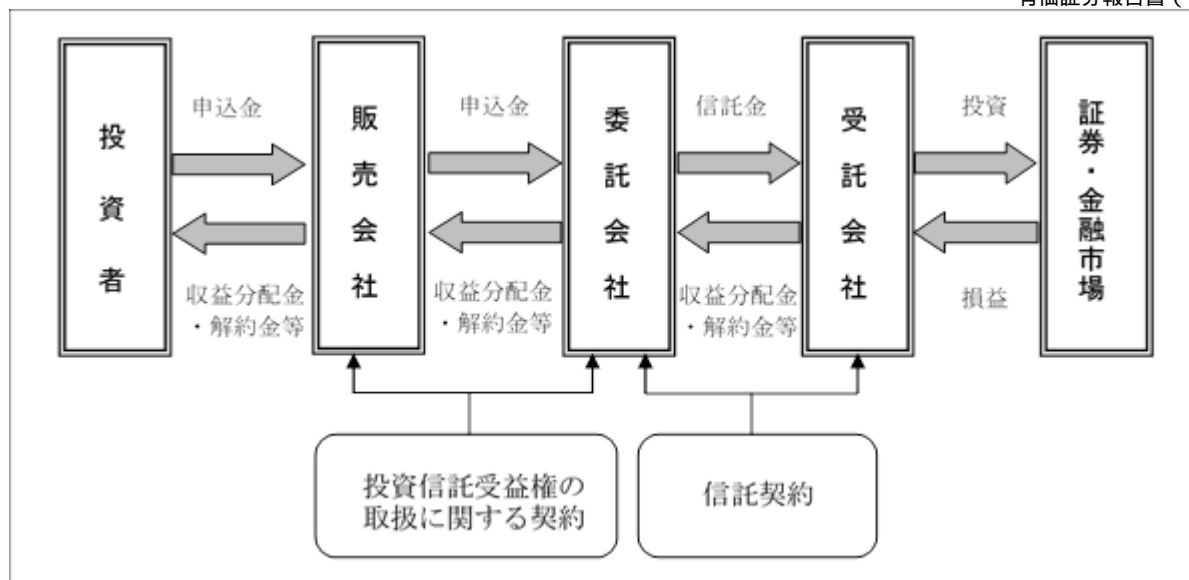 有価証券報告書(
投資者
申込金
収益分配金
・解約金等
販売会社
申込金
収益分配金
・解約金等
委託会社
信託金
収益分配金
・解約金等
受託会社
投資
損益
証券・金融市場
投資信託受益権の
取扱に関する契約
信託契約